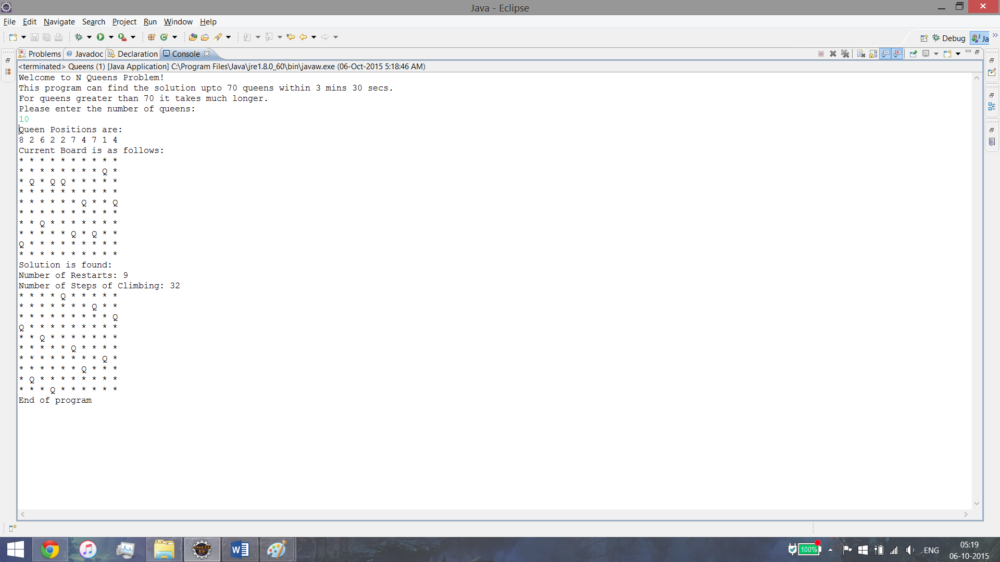 Java - Eclipse
File Edit Navigate Search Project Run Window Help
Debug Ja
Problems @ Javadoc Declaration Console
<terminated> Queens (1) [Java Application] C:\Program Files\Java\jre1.8.0_60\bin\javaw.exe (06-Oct-2015 5:18:46 AM)
Welcome to N Queens Problem!
This program can find the solution upto 70 queens within 3 mins 30 secs.
For queens greater than 70 it takes much longer.
Please enter the number of queens:
10
Queen Positions are:
8 2 6 2 2 7 4 7 1 4
Current Board is as follows:
* * * * * * * * * *
* * * * * * * * Q *
* Q * Q Q * * * * *
* * * * * * * * * *
* * * * * * Q * * Q
* * * * * * * * * *
* * Q * * * * * * *
* * * * * Q * Q * *
Q * * * * * * * * *
* * * * * * * * * *
Solution is found:
Number of Restarts: 9
Number of Steps of Climbing: 32
* * * * Q * * * * *
* * * * * * * Q * *
* * * * * * * * * Q
Q * * * * * * * * *
* * Q * * * * * * *
* * * * * Q * * * *
* * * * * * * * Q *
* * * * * * Q * * *
* Q * * * * * * * *
* * * Q * * * * * *
End of program
Java EE
IDE
W
100%
ENG
05:19
06-10-2015